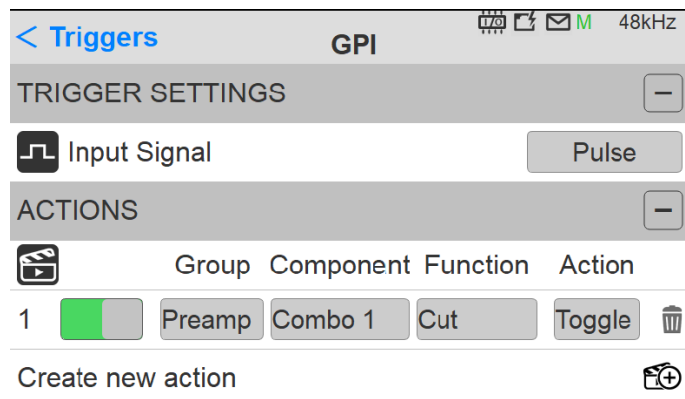 < Triggers GPI I/O M 48kHz
TRIGGER SETTINGS
Input Signal Pulse
ACTIONS
Group Component Function Action
1 Preamp Combo 1 Cut Toggle
Create new action